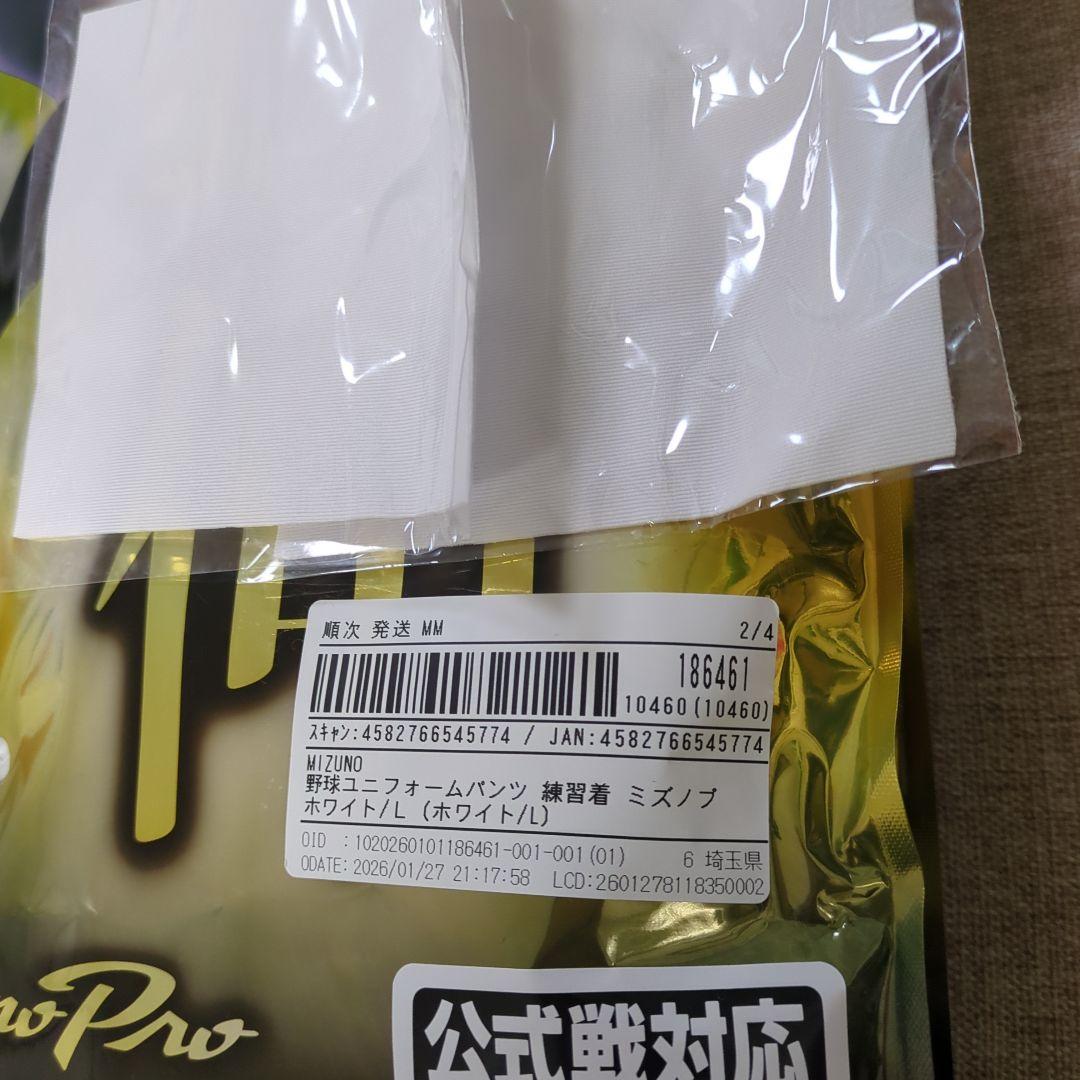 順次 発送 MM 2/4
186461
10460(10460)
ｽｷｬﾝ:4582766545774 / JAN:4582766545774
MIZUNO
野球ユニフォームパンツ 練習着 ミズノプ
ホワイト/L (ホワイト/L)
OID :1020260101186461-001-001(01) 6 埼玉県
ODATE:2026/01/27 21:17:58 LCD:2601278118350002
Pro
公式戦対応